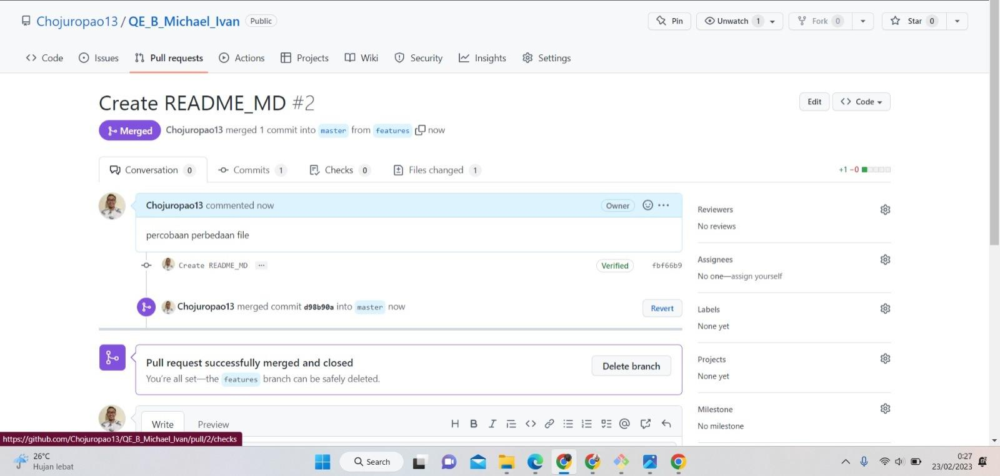 Chojuropao13 / QE_B_Michael_Ivan Public
Pin
Unwatch 1
Fork 0
Star 0
Code
Issues
Pull requests
Actions
Projects
Wiki
Security
Insights
Settings
Create README_MD #2
Edit
Code
Merged
Chojuropao13 merged 1 commit into master from features now
Conversation 0
Commits 1
Checks 0
Files changed 1
+1 −0
Chojuropao13 commented now
Owner
percobaan perbedaan file
Create README_MD ...
Verified
fbf66b9
Chojuropao13 merged commit d98b90a into master now
Revert
Pull request successfully merged and closed
You're all set—the features branch can be safely deleted.
Delete branch
Write
Preview
H B I
Reviewers
No reviews
Assignees
No one—assign yourself
Labels
None yet
Projects
None yet
Milestone
No milestone
https://github.com/Chojuropao13/QE_B_Michael_Ivan/pull/2/checks
26°C
Hujan lebat
Search
0:27
23/02/2023